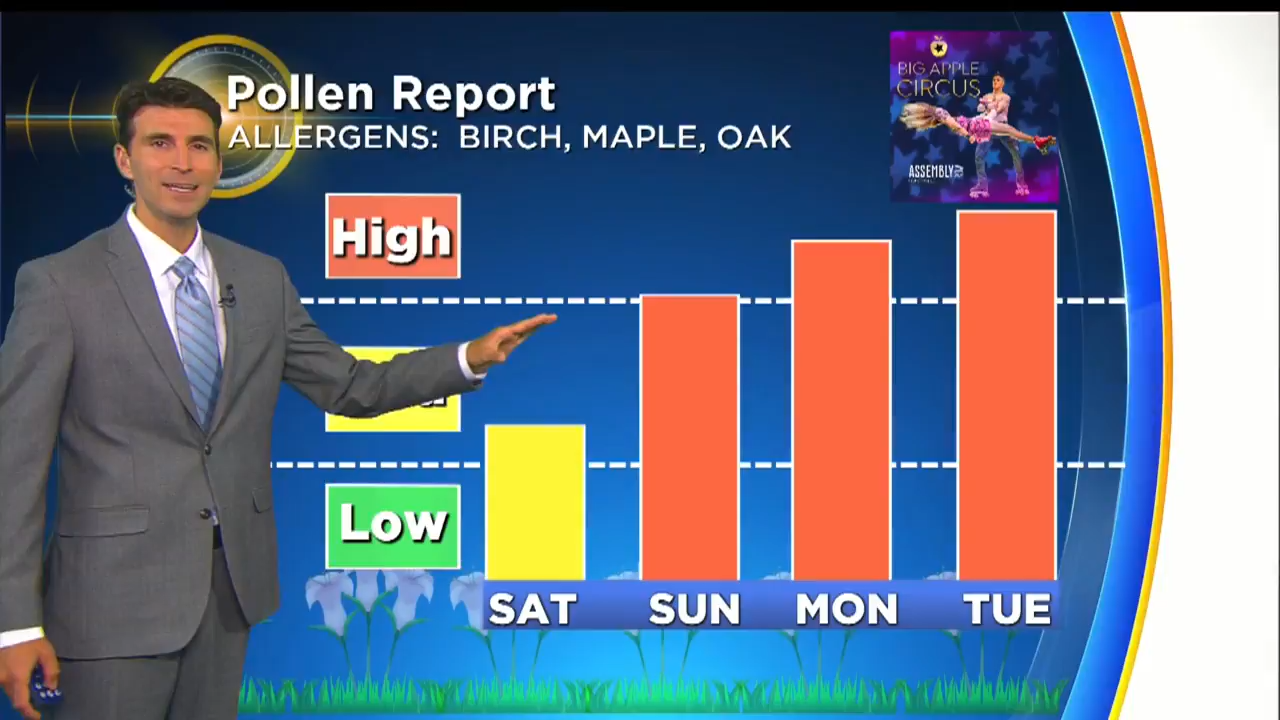 Pollen Report
ALLERGENS: BIRCH, MAPLE, OAK
BIG APPLE
CIRCUS
ASSEMBLY
High
Low
SAT SUN MON TUE